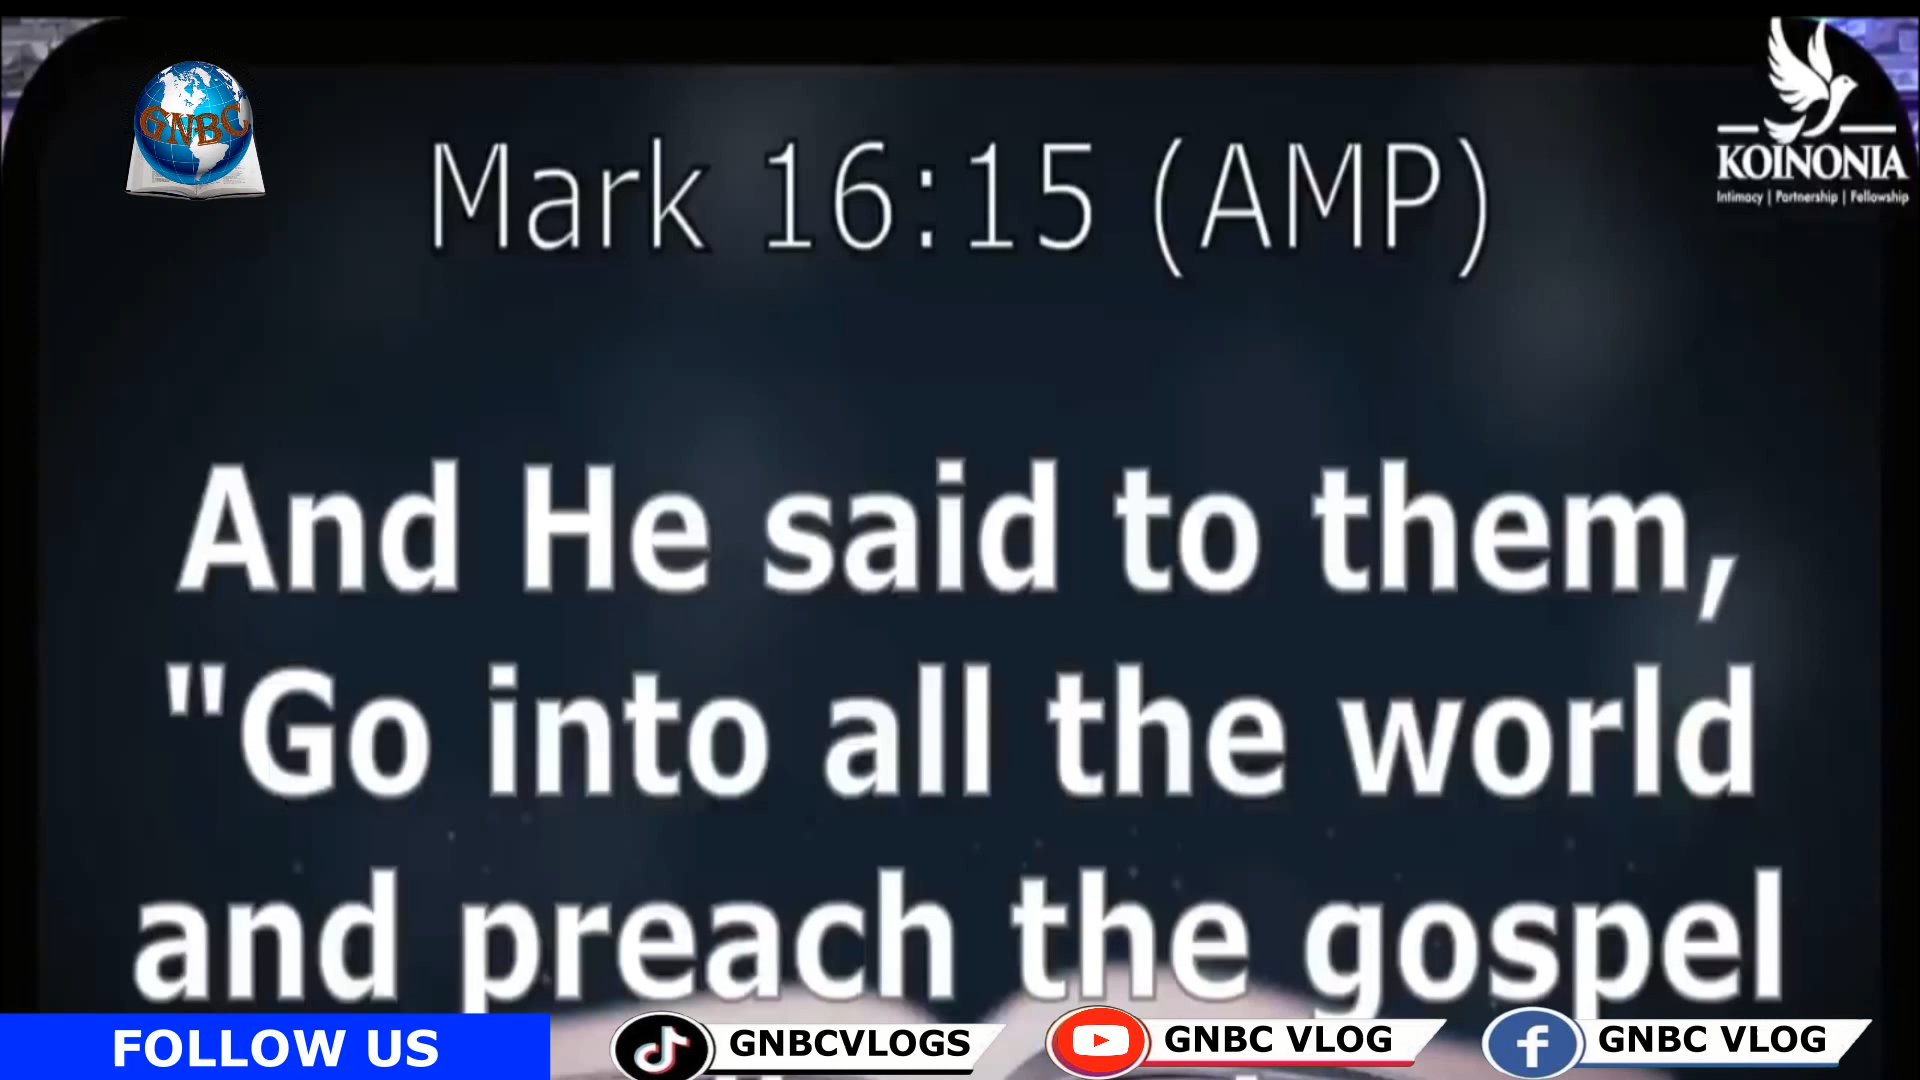 GNBC
KOINONIA
Intimacy | Partnership | Fellowship
Mark 16:15 (AMP)
And He said to them,
"Go into all the world
and preach the gospel
FOLLOW US
GNBCVLOGS
GNBC VLOG
GNBC VLOG